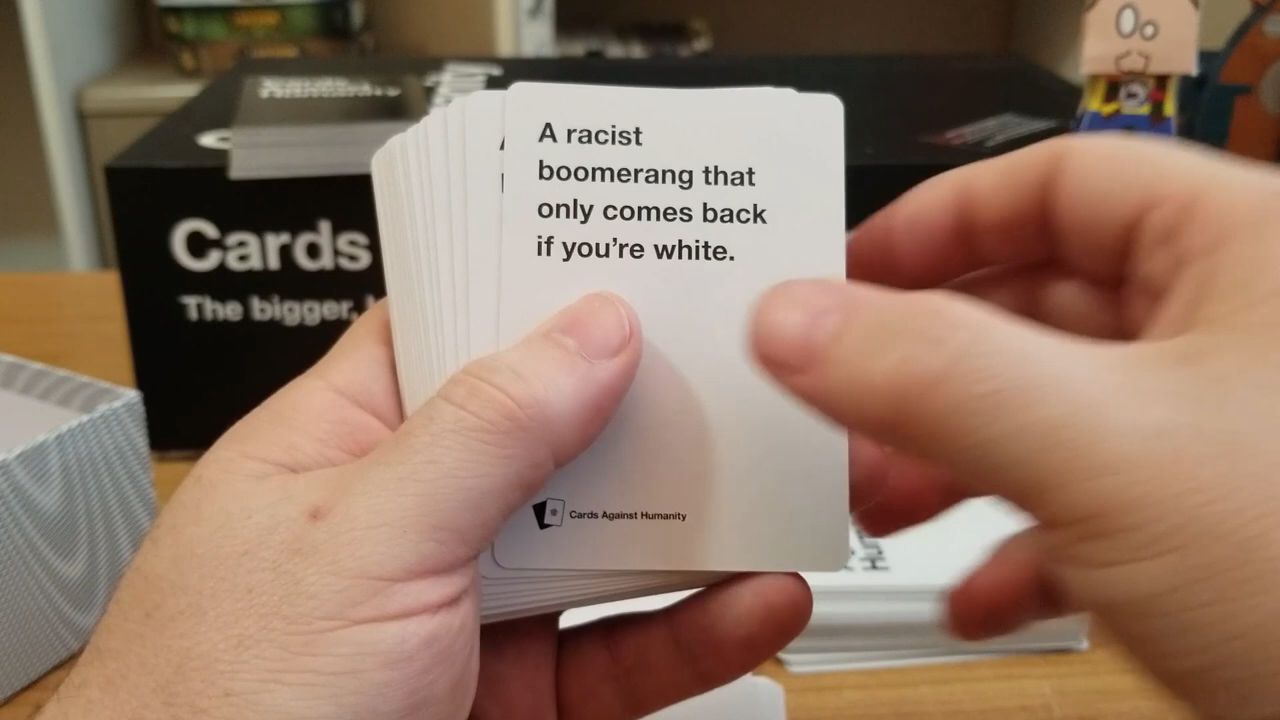 Cards
The bigger,
A racist
boomerang that
only comes back
if you're white.
Cards Against Humanity